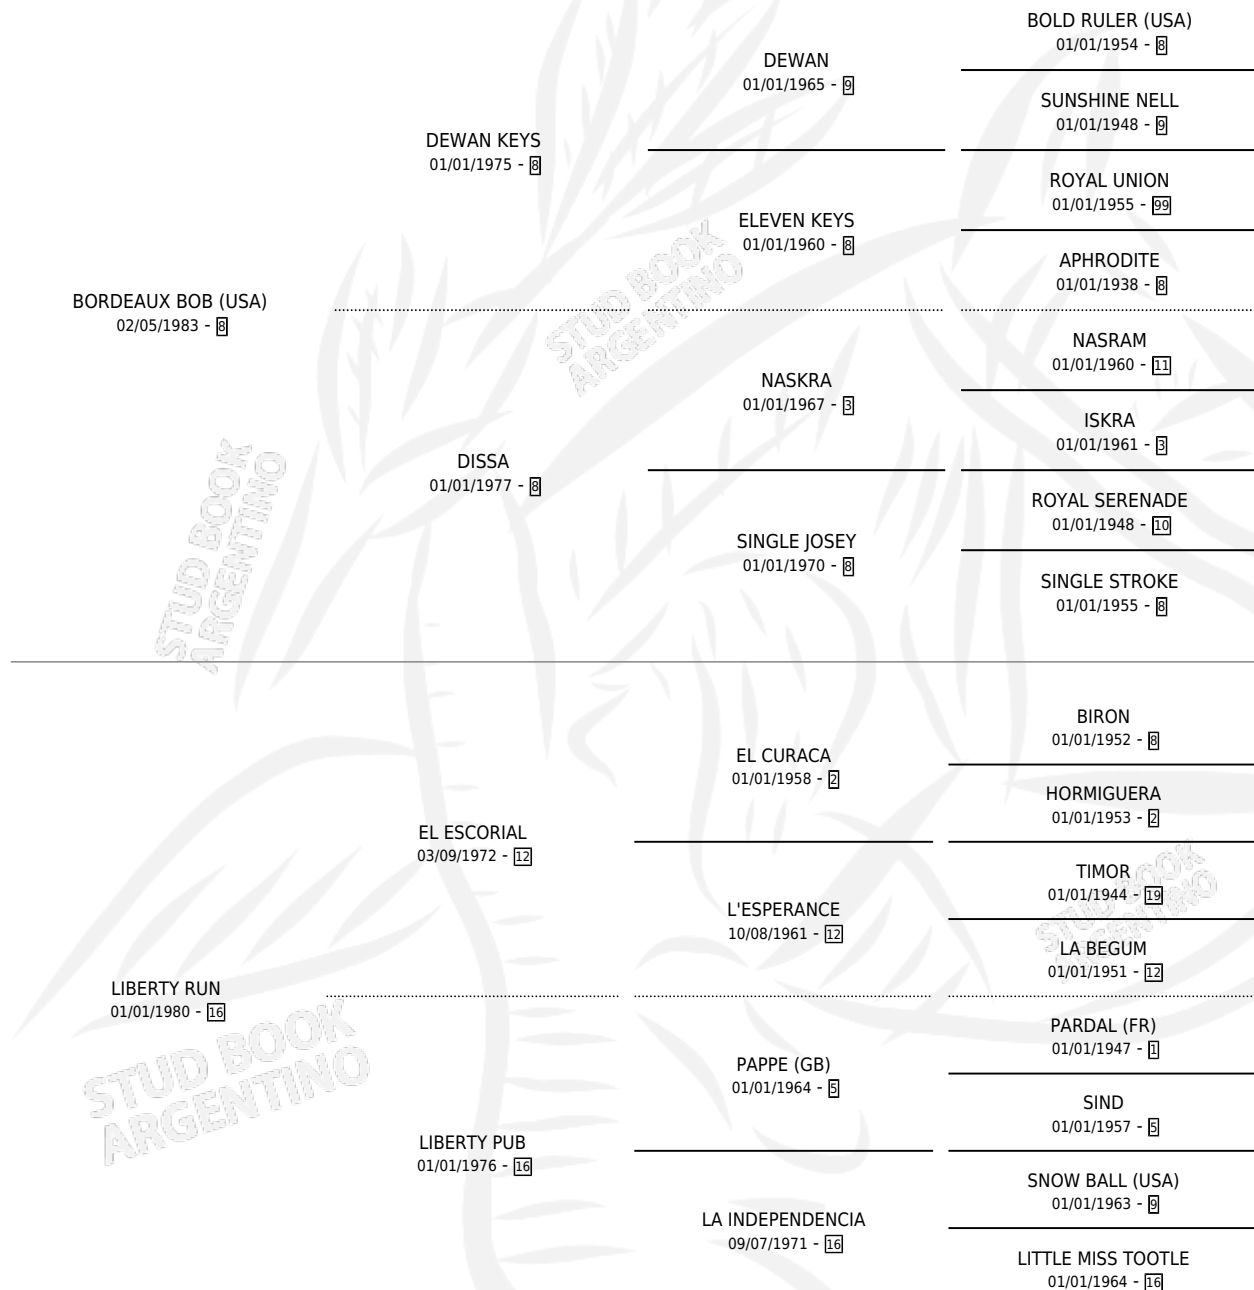 BOLD RULER (USA)
01/01/1954 - 8
DEWAN
01/01/1965 - 9
SUNSHINE NELL
01/01/1948 - 9
DEWAN KEYS
01/01/1975 - 8
ROYAL UNION
01/01/1955 - 99
ELEVEN KEYS
01/01/1960 - 8
APHRODITE
01/01/1938 - 8
BORDEAUX BOB (USA)
02/05/1983 - 8
STUD BOOK
ARGENTINO
NASRAM
01/01/1960 - 11
NASKRA
01/01/1967 - 3
ISKRA
01/01/1961 - 3
DISSA
01/01/1977 - 8
ROYAL SERENADE
01/01/1948 - 10
SINGLE JOSEY
01/01/1970 - 8
SINGLE STROKE
01/01/1955 - 8
STUD BOOK
ARGENTINO
BIRON
01/01/1952 - 8
EL CURACA
01/01/1958 - 2
HORMIGUERA
01/01/1953 - 2
EL ESCORIAL
03/09/1972 - 12
TIMOR
01/01/1944 - 19
L'ESPERANCE
10/08/1961 - 12
STUD BOOK
ARGENTINO
LA BEGUM
01/01/1951 - 12
LIBERTY RUN
01/01/1980 - 16
PARDAL (FR)
01/01/1947 - 1
PAPPE (GB)
01/01/1964 - 5
STUD BOOK
ARGENTINO
SIND
01/01/1957 - 5
LIBERTY PUB
01/01/1976 - 16
SNOW BALL (USA)
01/01/1963 - 9
LA INDEPENDENCIA
09/07/1971 - 16
LITTLE MISS TOOTLE
01/01/1964 - 16